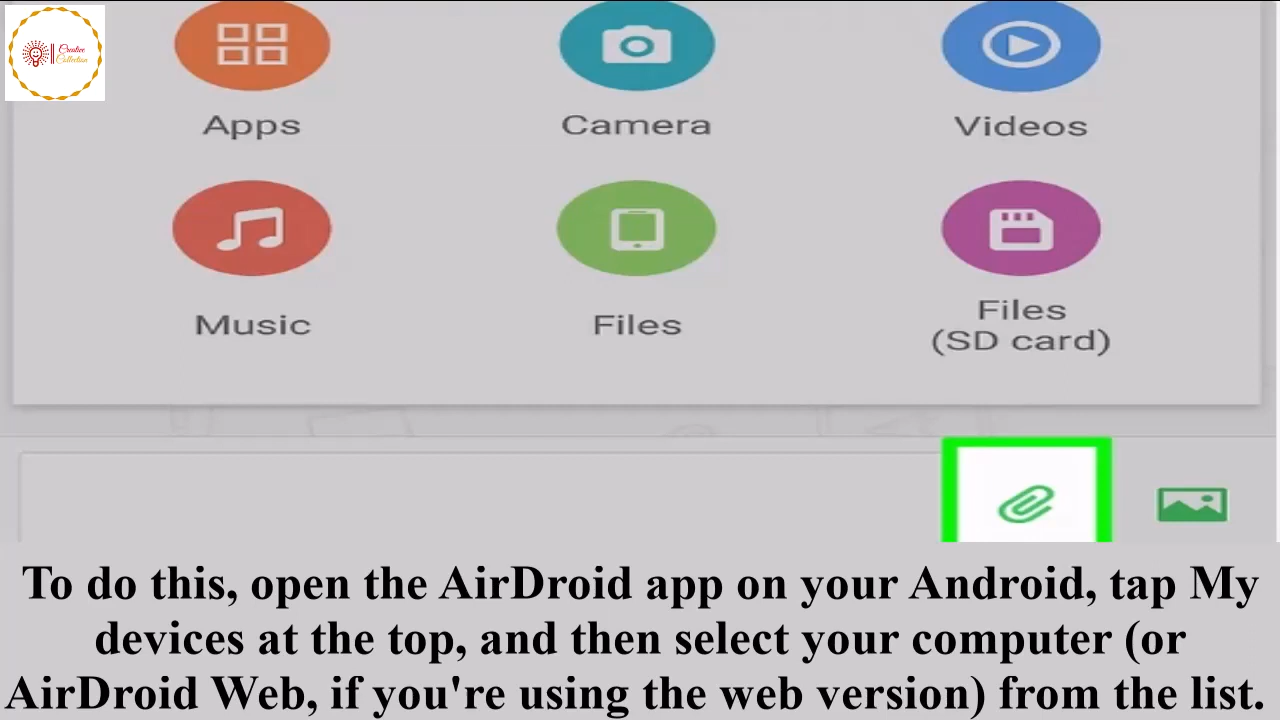 Creative
Collection
Apps
Camera
Videos
Music
Files
Files
(SD card)
To do this, open the AirDroid app on your Android, tap My
devices at the top, and then select your computer (or
AirDroid Web, if you're using the web version) from the list.